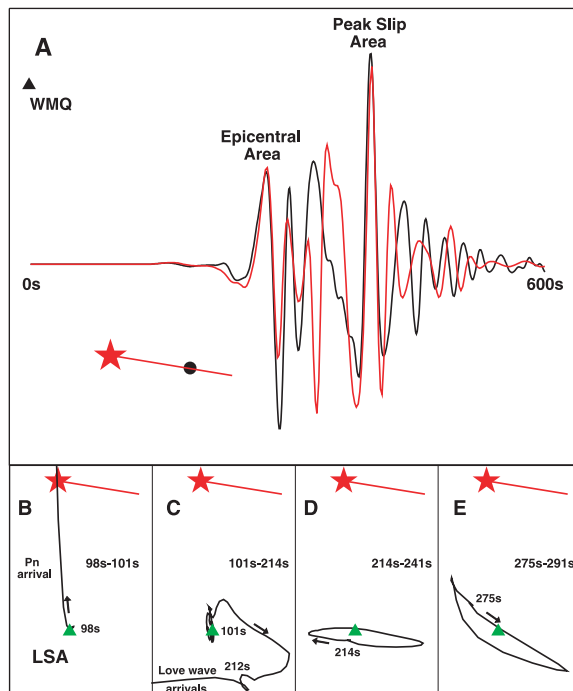 A
Peak Slip
Area
WMQ
Epicentral
Area
0s
600s
B
C
D
E
Pn
arrival
98s-101s
101s-214s
214s-241s
275s-291s
275s
98s
101s
214s
LSA
212s
Love wave
arrivals